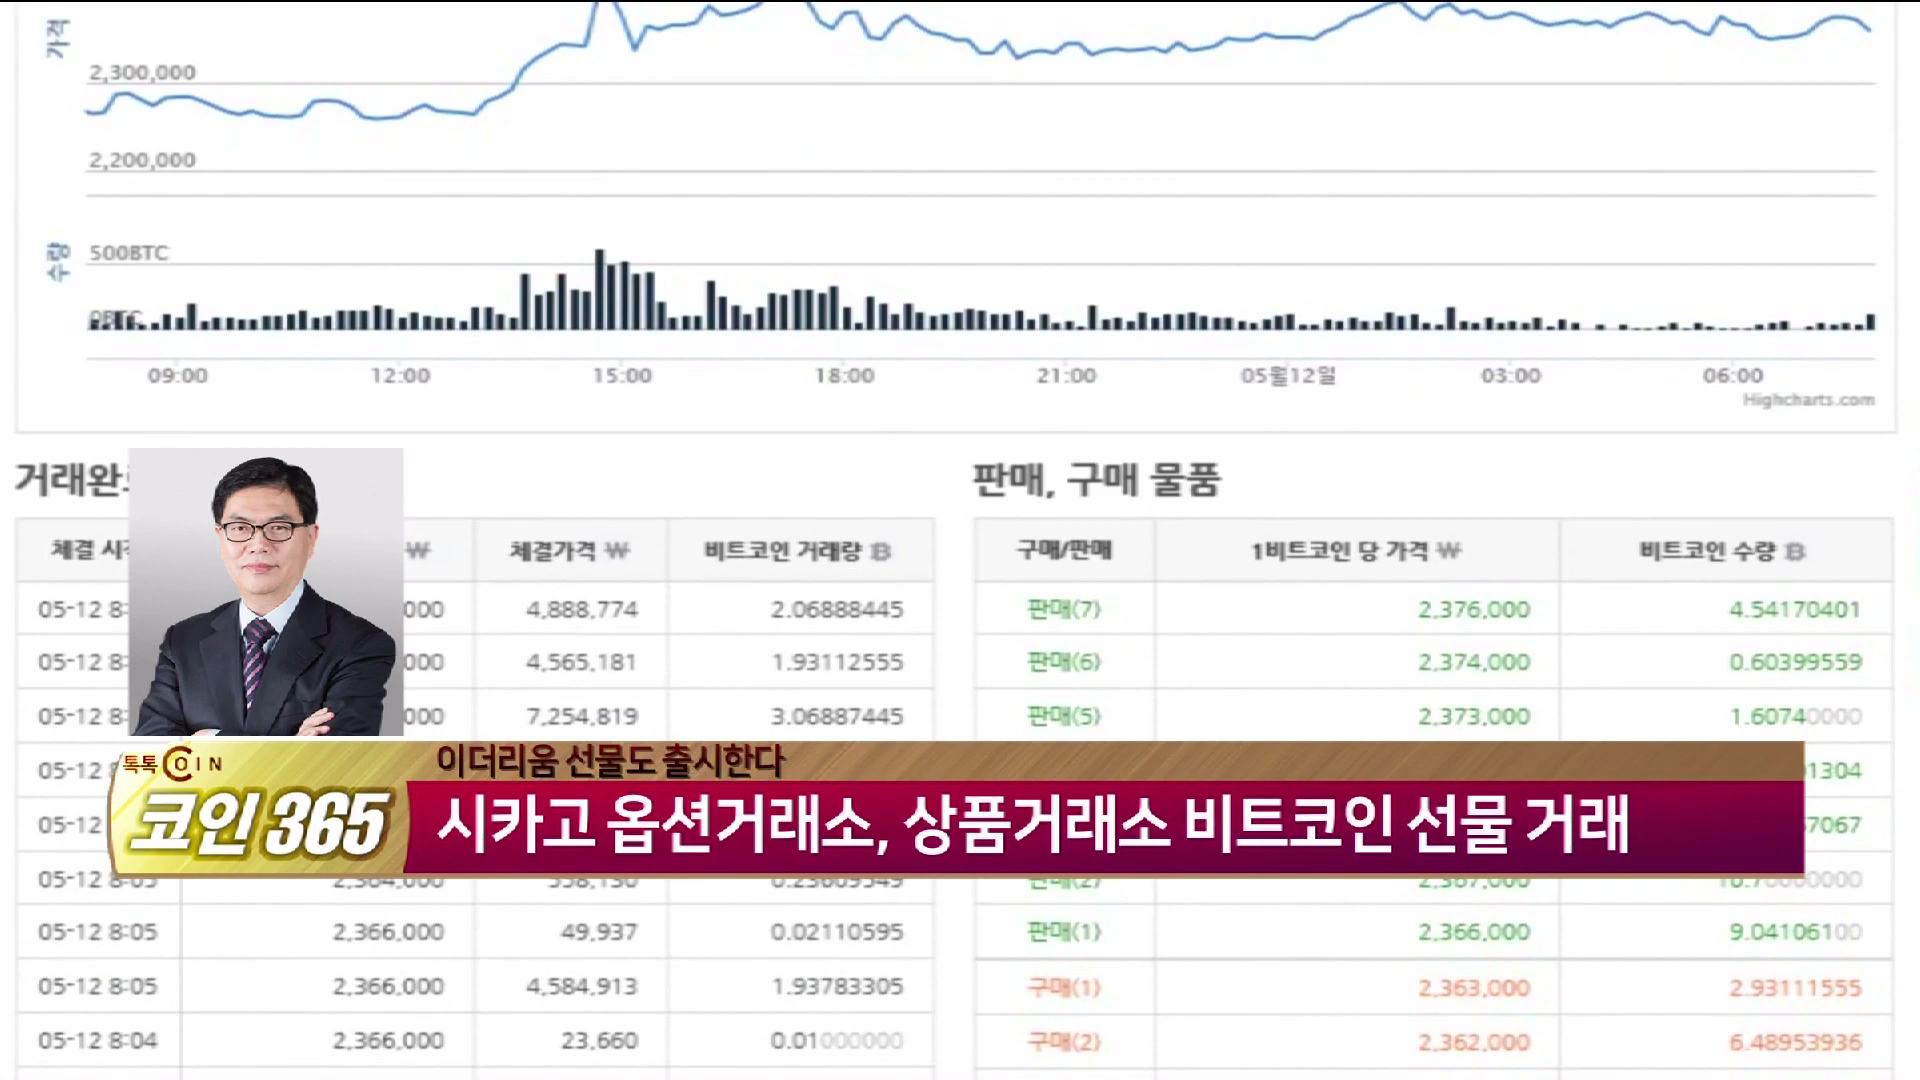 가격
2,300,000
2,200,000
수량
500BTC
0BTC
09:00 12:00 15:00 18:00 21:00 05월12일 03:00 06:00
Highcharts.com
판매, 구매 물품
체결 ₩ 체결가격 ₩ 비트코인 거래량 B
구매/판매 1비트코인 당 가격 ₩ 비트코인 수량 B
05-12 000 4,888,774 2.06888445 판매(7) 2,376,000 4.54170401
05-12 000 4,565,181 1.93112555 판매(6) 2,374,000 0.60399559
05-12 000 7,254,819 3.06887445 판매(5) 2,373,000 1.60740000
05-12 1304
톡톡 COIN
이더리움 선물도 출시한다
코인 365
시카고 옵션거래소, 상품거래소 비트코인 선물 거래
05-12 7067
05-12 8:05 판매(2) 2,367,000
05-12 8:05 2,366,000 49,937 0.02110595 판매(1) 2,366,000 9.04106100
05-12 8:05 2,366,000 4,584,913 1.93783305 구매(1) 2,363,000 2.93111555
05-12 8:04 2,366,000 23,660 0.01000000 구매(2) 2,362,000 6.48953936